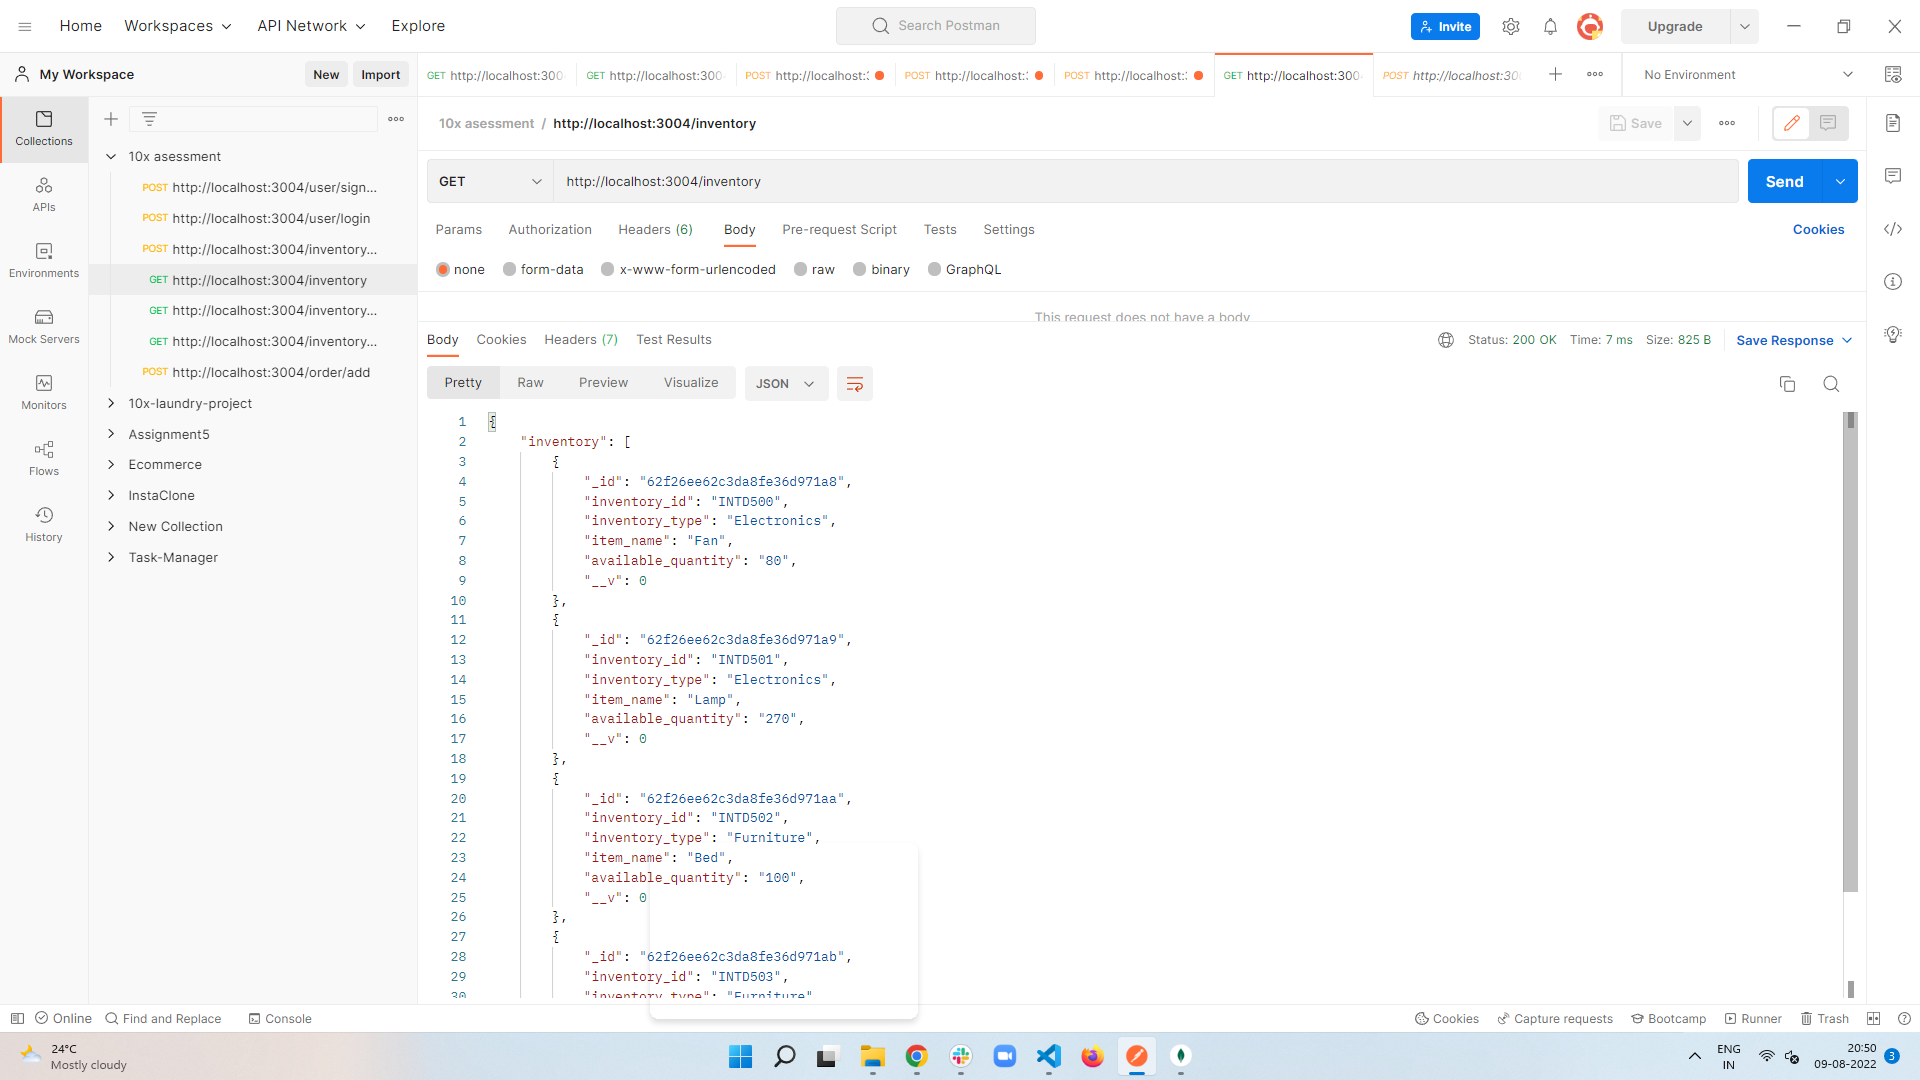 Home Workspaces API Network Explore Search Postman Invite Upgrade
My Workspace New Import GET http://localhost:300 GET http://localhost:300 POST http://localhost: POST http://localhost: POST http://localhost: GET http://localhost:300 POST http://localhost:300 No Environment
Collections
APIs
Environments
Mock Servers
Monitors
Flows
History
10x asessment
POST http://localhost:3004/user/sign...
POST http://localhost:3004/user/login
POST http://localhost:3004/inventory...
GET http://localhost:3004/inventory
GET http://localhost:3004/inventory...
GET http://localhost:3004/inventory...
POST http://localhost:3004/order/add
10x-laundry-project
Assignment5
Ecommerce
InstaClone
New Collection
Task-Manager
10x asessment / http://localhost:3004/inventory Save
GET http://localhost:3004/inventory Send
Params Authorization Headers (6) Body Pre-request Script Tests Settings Cookies
none form-data x-www-form-urlencoded raw binary GraphQL
This request does not have a body
Body Cookies Headers (7) Test Results Status: 200 OK Time: 7 ms Size: 825 B Save Response
Pretty Raw Preview Visualize JSON
1 {
2 "inventory": [
3 {
4 "_id": "62f26ee62c3da8fe36d971a8",
5 "inventory_id": "INTD500",
6 "inventory_type": "Electronics",
7 "item_name": "Fan",
8 "available_quantity": "80",
9 "__v": 0
10 },
11 {
12 "_id": "62f26ee62c3da8fe36d971a9",
13 "inventory_id": "INTD501",
14 "inventory_type": "Electronics",
15 "item_name": "Lamp",
16 "available_quantity": "270",
17 "__v": 0
18 },
19 {
20 "_id": "62f26ee62c3da8fe36d971aa",
21 "inventory_id": "INTD502",
22 "inventory_type": "Furniture",
23 "item_name": "Bed",
24 "available_quantity": "100",
25 "__v": 0
26 },
27 {
28 "_id": "62f26ee62c3da8fe36d971ab",
29 "inventory_id": "INTD503",
30 "inventory_type": "Furniture"
Online Find and Replace Console Cookies Capture requests Bootcamp Runner Trash
24°C
Mostly cloudy
ENG
IN
20:50
09-08-2022
3